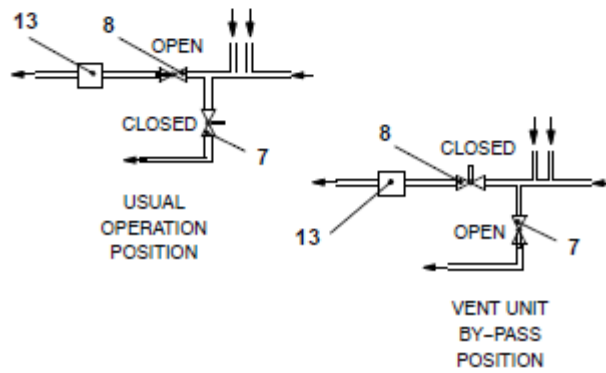 13
8
OPEN
CLOSED
7
USUAL
OPERATION
POSITION
8
CLOSED
13
OPEN
7
VENT UNIT
BY-PASS
POSITION